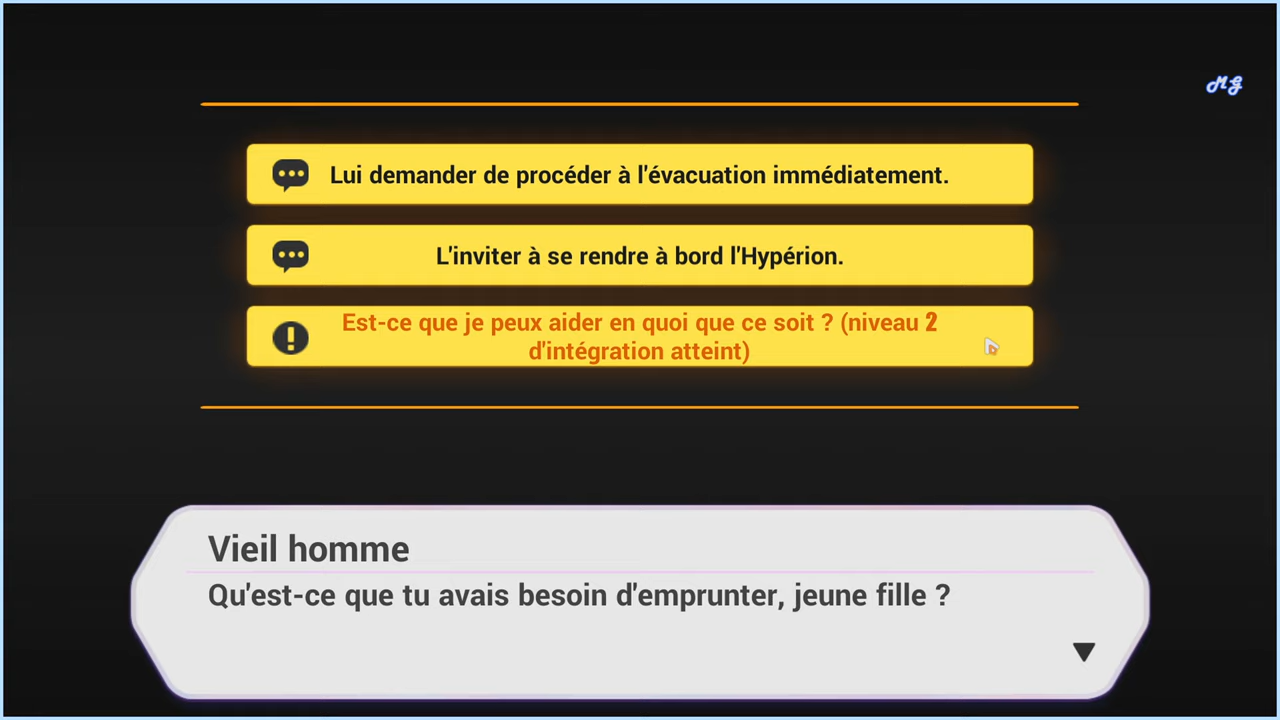 MG
Lui demander de procéder à l'évacuation immédiatement.
L'inviter à se rendre à bord l'Hypérion.
Est-ce que je peux aider en quoi que ce soit ? (niveau 2
d'intégration atteint)
Vieil homme
Qu'est-ce que tu avais besoin d'emprunter, jeune fille ?